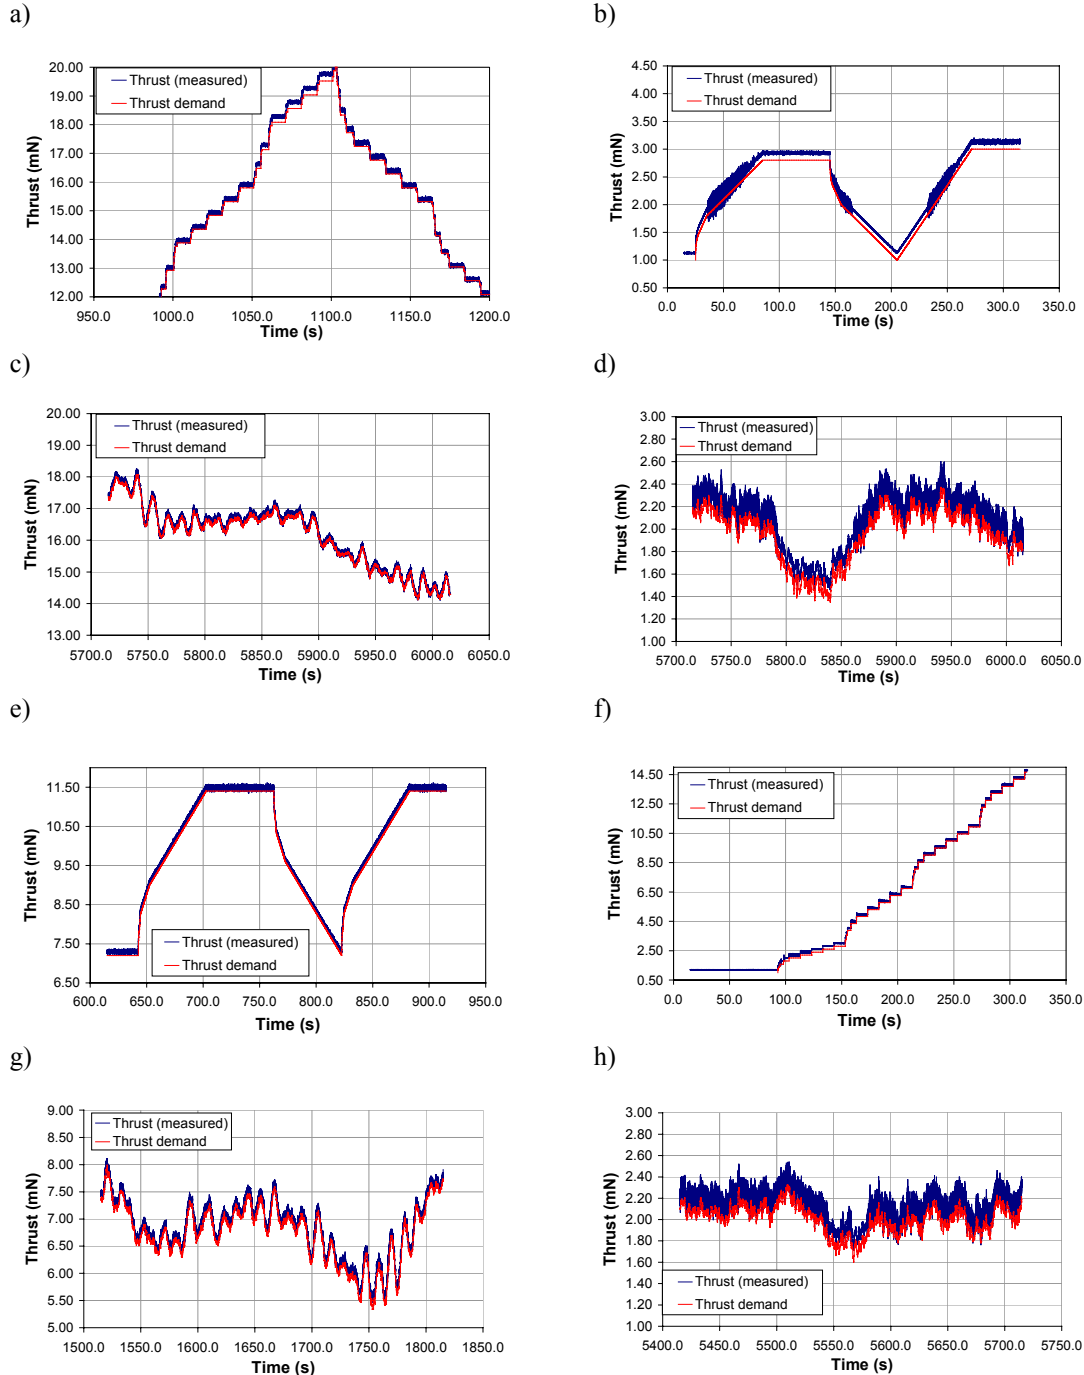 a)
Thrust (mN)
20.00
19.00
18.00
17.00
16.00
15.00
14.00
13.00
12.00
Thrust (measured)
Thrust demand
950.0 1000.0 1050.0 1100.0 1150.0 1200.0
Time (s)
b)
Thrust (mN)
4.50
4.00
3.50
3.00
2.50
2.00
1.50
1.00
0.50
Thrust (measured)
Thrust demand
0.0 50.0 100.0 150.0 200.0 250.0 300.0 350.0
Time (s)
c)
Thrust (mN)
20.00
19.00
18.00
17.00
16.00
15.00
14.00
13.00
Thrust (measured)
Thrust demand
5700.0 5750.0 5800.0 5850.0 5900.0 5950.0 6000.0 6050.0
Time (s)
d)
Thrust (mN)
3.00
2.80
2.60
2.40
2.20
2.00
1.80
1.60
1.40
1.20
1.00
Thrust (measured)
Thrust demand
5700.0 5750.0 5800.0 5850.0 5900.0 5950.0 6000.0 6050.0
Time (s)
e)
Thrust (mN)
11.50
10.50
9.50
8.50
7.50
6.50
Thrust (measured)
Thrust demand
600.0 650.0 700.0 750.0 800.0 850.0 900.0 950.0
Time (s)
f)
Thrust (mN)
14.50
12.50
10.50
8.50
6.50
4.50
2.50
0.50
Thrust (measured)
Thrust demand
0.0 50.0 100.0 150.0 200.0 250.0 300.0 350.0
Time (s)
g)
Thrust (mN)
9.00
8.50
8.00
7.50
7.00
6.50
6.00
5.50
5.00
Thrust (measured)
Thrust demand
1500.0 1550.0 1600.0 1650.0 1700.0 1750.0 1800.0 1850.0
Time (s)
h)
Thrust (mN)
3.00
2.80
2.60
2.40
2.20
2.00
1.80
1.60
1.40
1.20
1.00
Thrust (measured)
Thrust demand
5400.0 5450.0 5500.0 5550.0 5600.0 5650.0 5700.0 5750.0
Time (s)